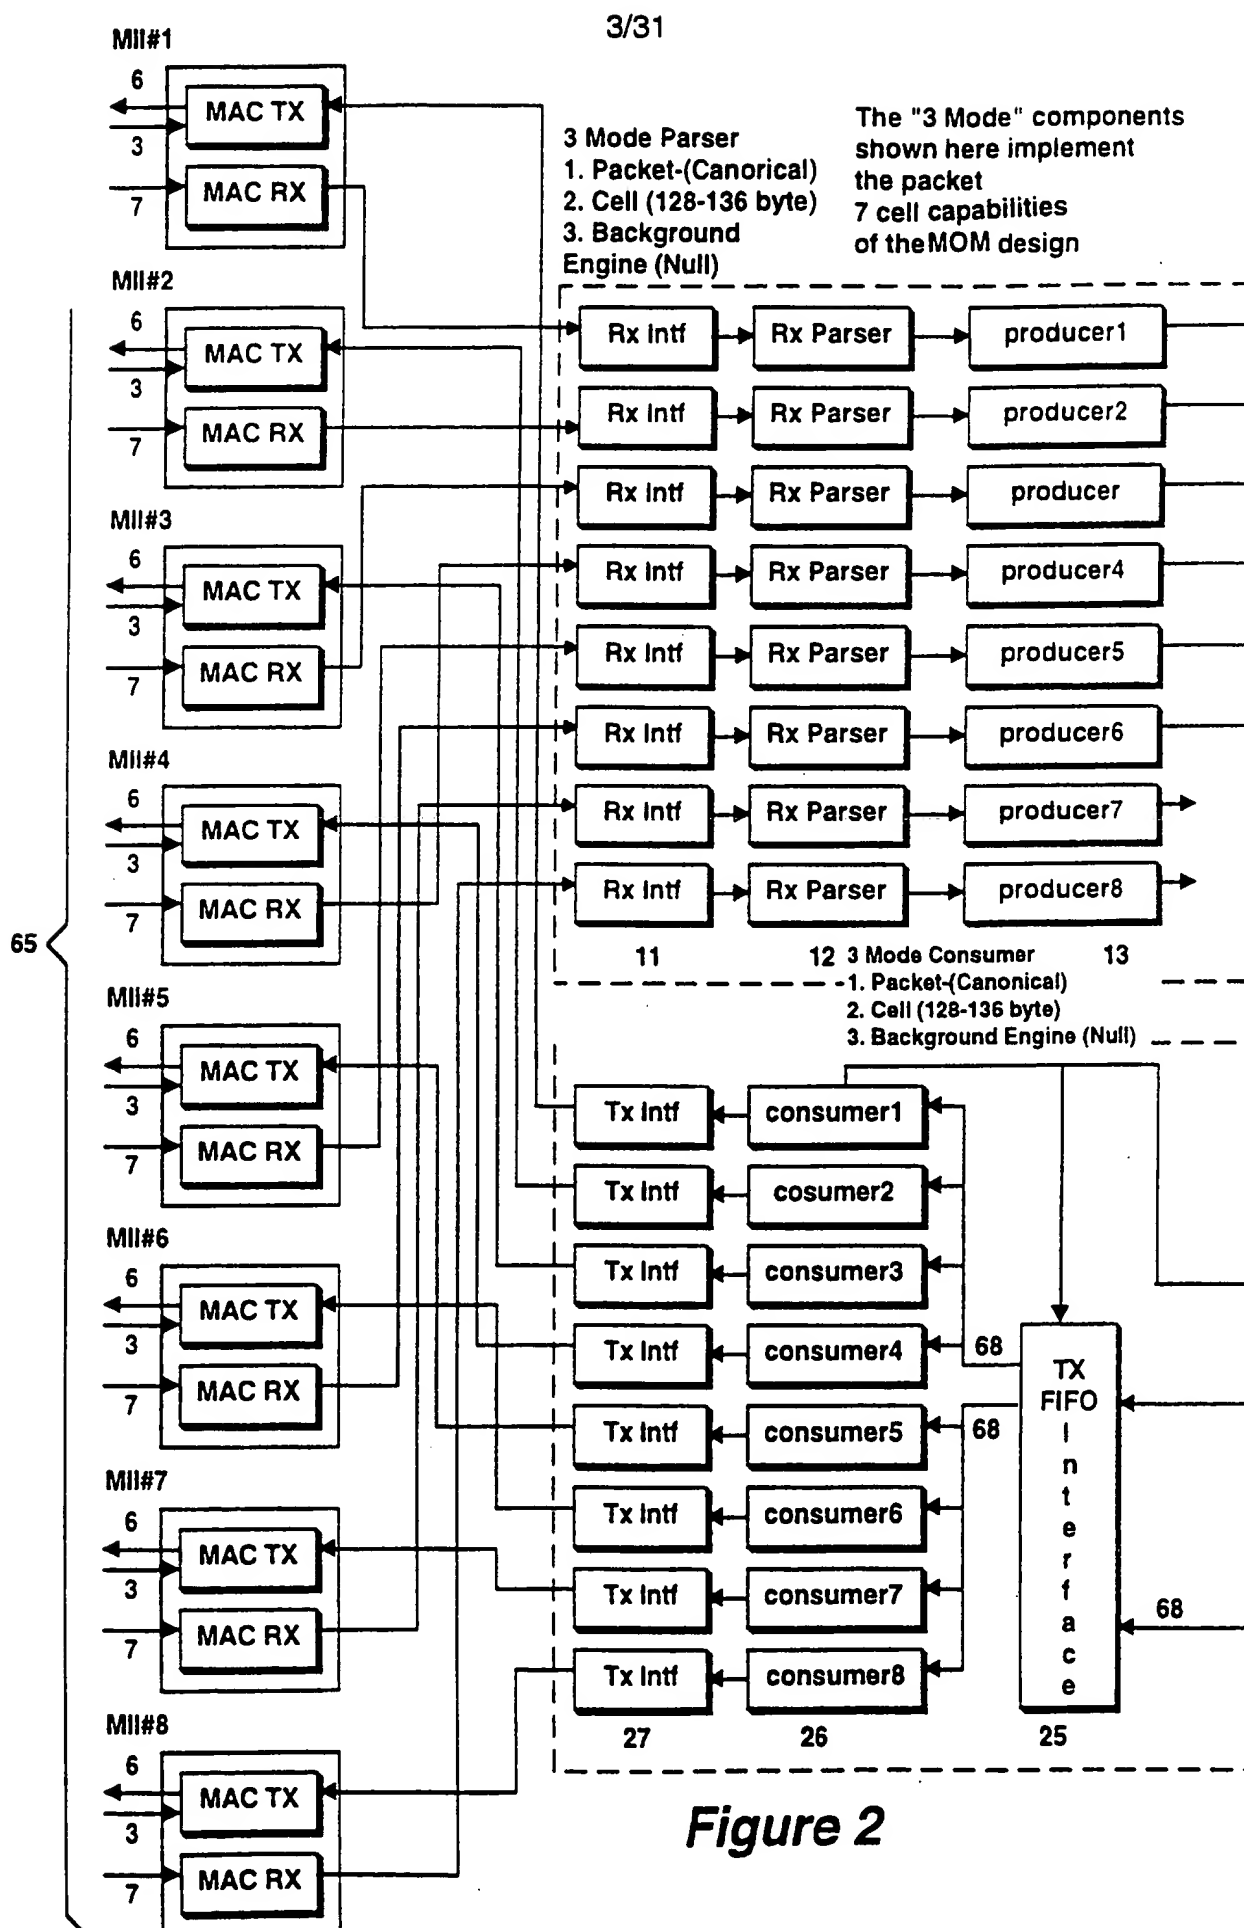 3/31
MII#1
6
3
7
MAC TX
MAC RX
MII#2
6
3
7
MAC TX
MAC RX
MII#3
6
3
7
MAC TX
MAC RX
MII#4
6
3
7
MAC TX
MAC RX
65
MII#5
6
3
7
MAC TX
MAC RX
MII#6
6
3
7
MAC TX
MAC RX
MII#7
6
3
7
MAC TX
MAC RX
MII#8
6
3
7
MAC TX
MAC RX
3 Mode Parser
1. Packet-(Canorical)
2. Cell (128-136 byte)
3. Background
Engine (Null)
The "3 Mode" components
shown here implement
the packet
7 cell capabilities
of theMOM design
Rx Intf Rx Parser producer1
Rx Intf Rx Parser producer2
Rx Intf Rx Parser producer
Rx Intf Rx Parser producer4
Rx Intf Rx Parser producer5
Rx Intf Rx Parser producer6
Rx Intf Rx Parser producer7
Rx Intf Rx Parser producer8
11 12 13
3 Mode Consumer
1. Packet-(Canonical)
2. Cell (128-136 byte)
3. Background Engine (Null)
Tx Intf consumer1
Tx Intf cosumer2
Tx Intf consumer3
Tx Intf consumer4
Tx Intf consumer5
Tx Intf consumer6
Tx Intf consumer7
Tx Intf consumer8
68
68
68
TX
FIFO
I
n
t
e
r
f
a
c
e
27 26 25
Figure 2